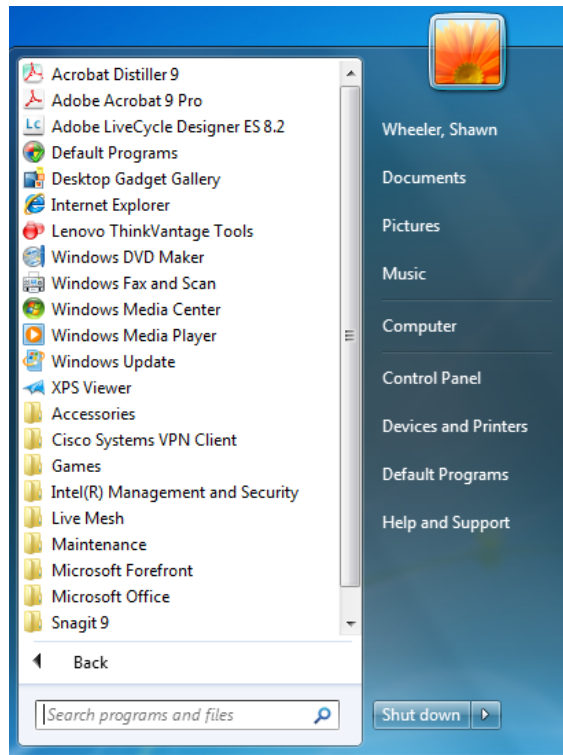 Acrobat Distiller 9
Adobe Acrobat 9 Pro
Lc Adobe LiveCycle Designer ES 8.2
Default Programs
Desktop Gadget Gallery
Internet Explorer
Lenovo ThinkVantage Tools
Windows DVD Maker
Windows Fax and Scan
Windows Media Center
Windows Media Player
Windows Update
XPS Viewer
Accessories
Cisco Systems VPN Client
Games
Intel(R) Management and Security
Live Mesh
Maintenance
Microsoft Forefront
Microsoft Office
Snagit 9
Back
Search programs and files
Wheeler, Shawn
Documents
Pictures
Music
Computer
Control Panel
Devices and Printers
Default Programs
Help and Support
Shut down